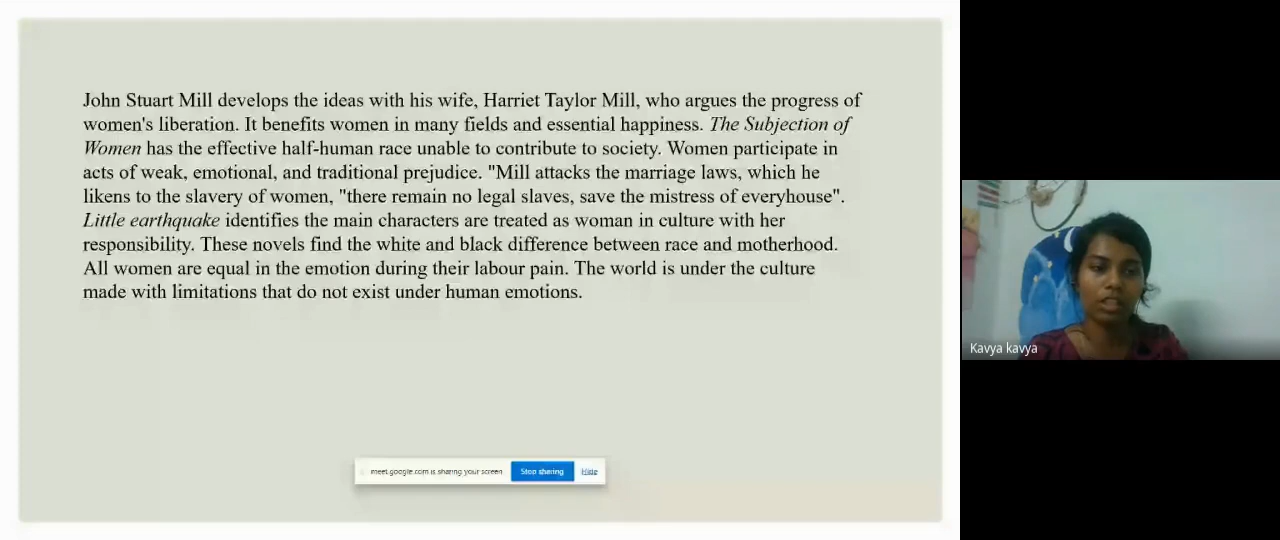 John Stuart Mill develops the ideas with his wife, Harriet Taylor Mill, who argues the progress of
women's liberation. It benefits women in many fields and essential happiness. The Subjection of
Women has the effective half-human race unable to contribute to society. Women participate in
acts of weak, emotional, and traditional prejudice. "Mill attacks the marriage laws, which he
likens to the slavery of women, "there remain no legal slaves, save the mistress of everyhouse".
Little earthquake identifies the main characters are treated as woman in culture with her
responsibility. These novels find the white and black difference between race and motherhood.
All women are equal in the emotion during their labour pain. The world is under the culture
made with limitations that do not exist under human emotions.
meet.google.com is sharing your screen
Stop sharing
Hide
Kavya kavya